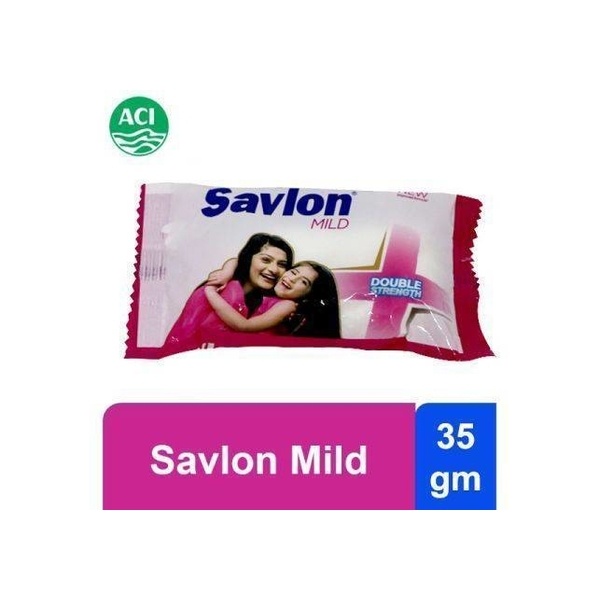 ACI
NEW
Savlon®
MILD
DOUBLE
STRENGTH
Savlon Mild
35
gm